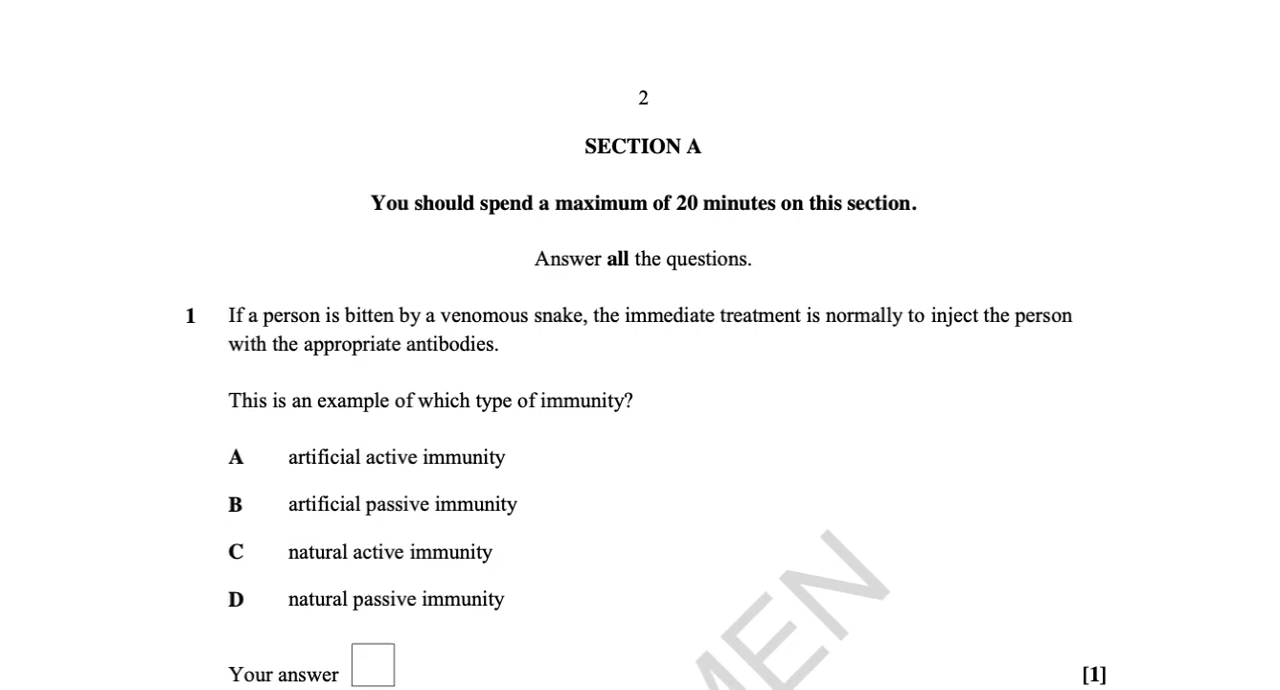 2
SECTION A
You should spend a maximum of 20 minutes on this section.
Answer all the questions.
1 If a person is bitten by a venomous snake, the immediate treatment is normally to inject the person
with the appropriate antibodies.
This is an example of which type of immunity?
A artificial active immunity
B artificial passive immunity
C natural active immunity
D natural passive immunity
MEN
Your answer [1]